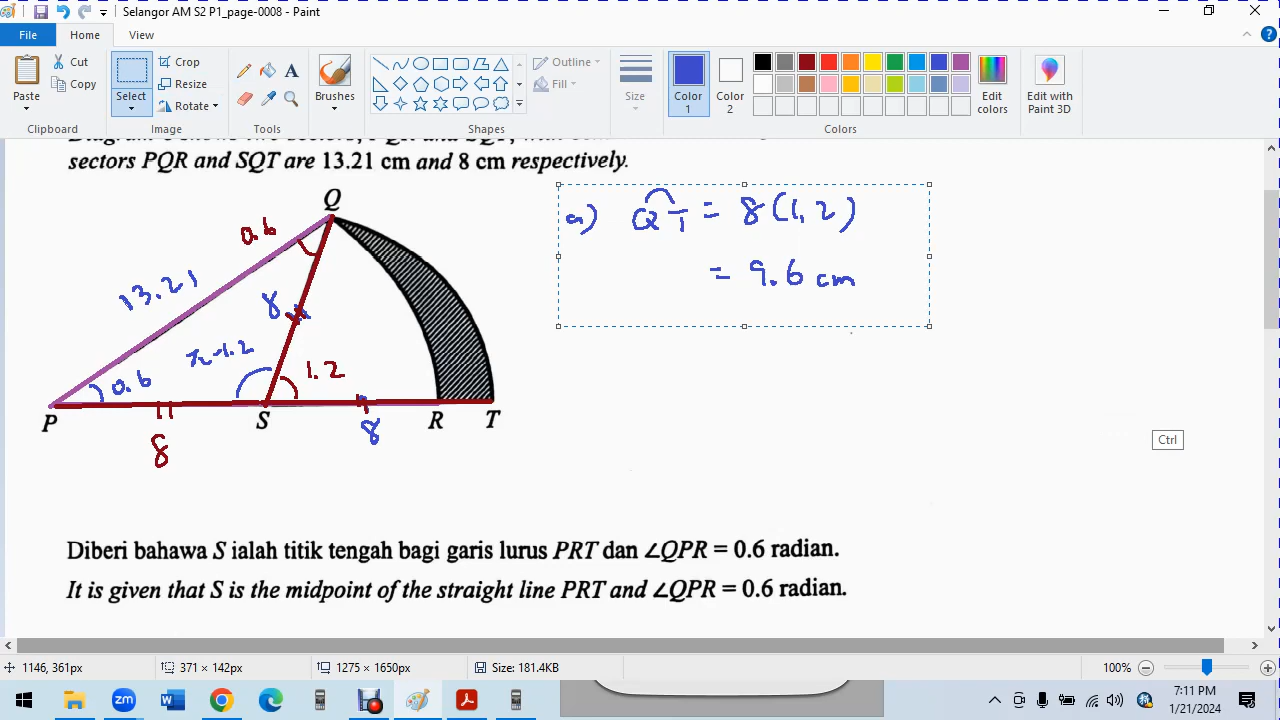 Selangor AM S2 P1_page-0008 - Paint
File
Home
View
Cut
Copy
Paste
Clipboard
Crop
Resize
Rotate
Select
Image
Tools
Brushes
Shapes
Outline
Fill
Size
Color 1
Color 2
Edit colors
Edit with Paint 3D
Colors
sectors PQR and SQT are 13.21 cm and 8 cm respectively.
Q
0.6
13.21
8
π-1.2
1.2
0.6
P
S
R
T
8
8
a) QT = 8(1.2)
= 9.6 cm
Ctrl
Diberi bahawa S ialah titik tengah bagi garis lurus PRT dan ∠QPR = 0.6 radian.
It is given that S is the midpoint of the straight line PRT and ∠QPR = 0.6 radian.
1146, 361px
371 × 142px
1275 × 1650px
Size: 181.4KB
100%
7:11 PM
1/21/2024